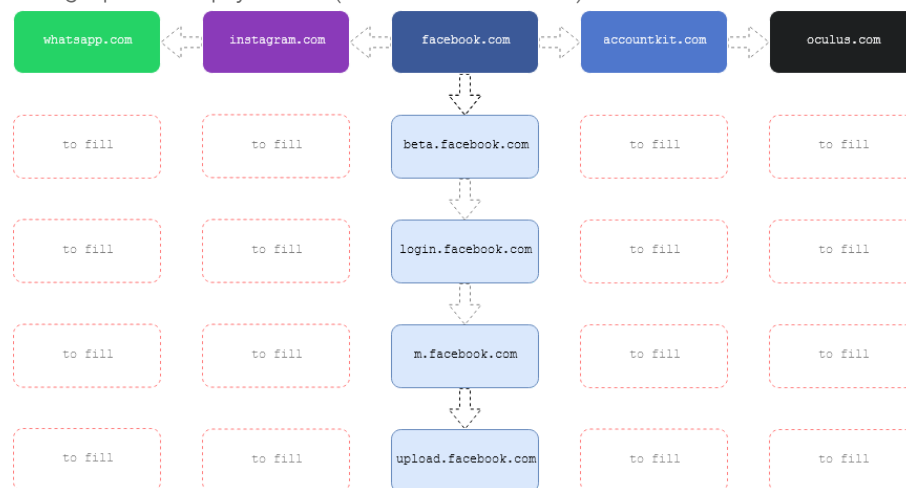 whatsapp.com instagram.com facebook.com accountkit.com oculus.com
to fill to fill beta.facebook.com to fill to fill
to fill to fill login.facebook.com to fill to fill
to fill to fill m.facebook.com to fill to fill
to fill to fill upload.facebook.com to fill to fill